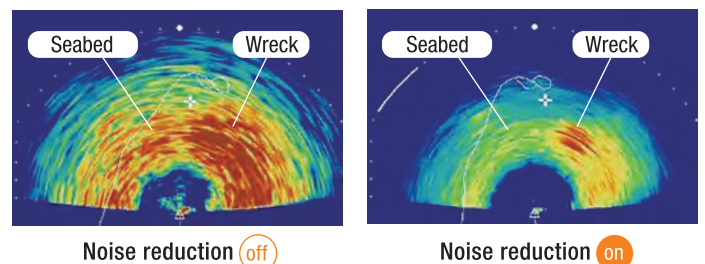 Seabed
Wreck
Seabed
Wreck
Noise reduction off
Noise reduction on